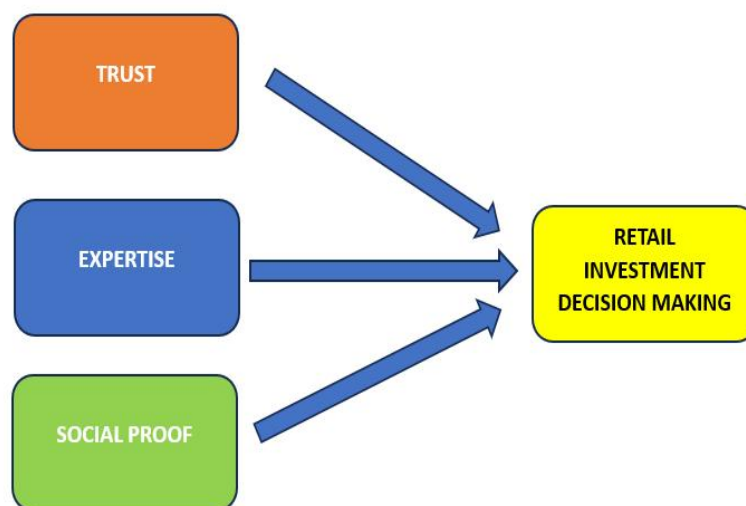 TRUST
EXPERTISE
SOCIAL PROOF
RETAIL
INVESTMENT
DECISION MAKING